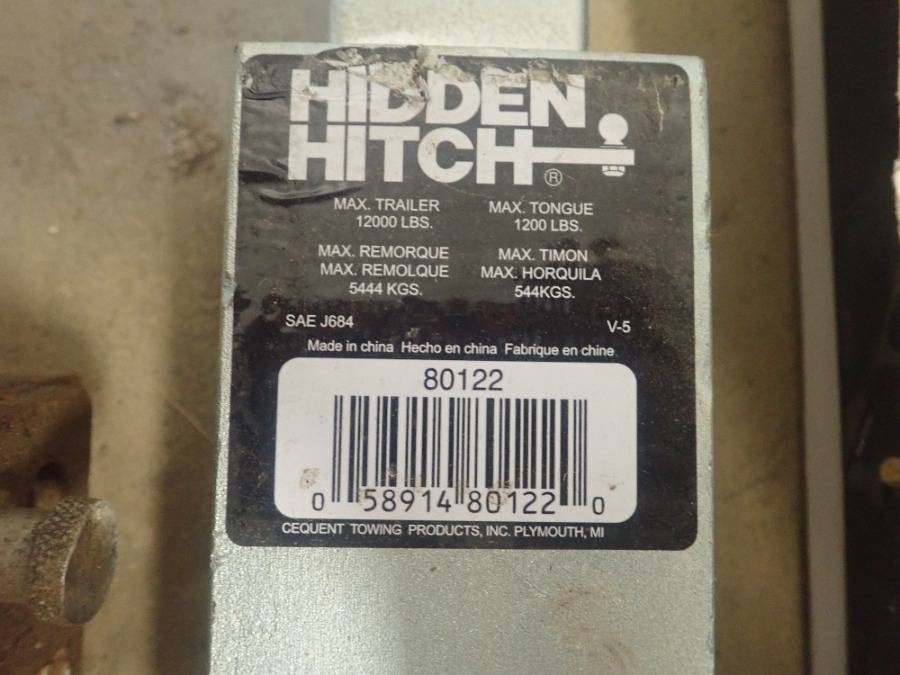 HIDDEN
HITCH ®
MAX. TRAILER
12000 LBS.
MAX. TONGUE
1200 LBS.
MAX. REMORQUE
MAX. REMOLQUE
5444 KGS.
MAX. TIMON
MAX. HORQUILA
544KGS.
SAE J684 V-5
Made in china Hecho en china Fabrique en chine
80122
0 58914 80122 0
CEQUENT TOWING PRODUCTS, INC. PLYMOUTH, MI